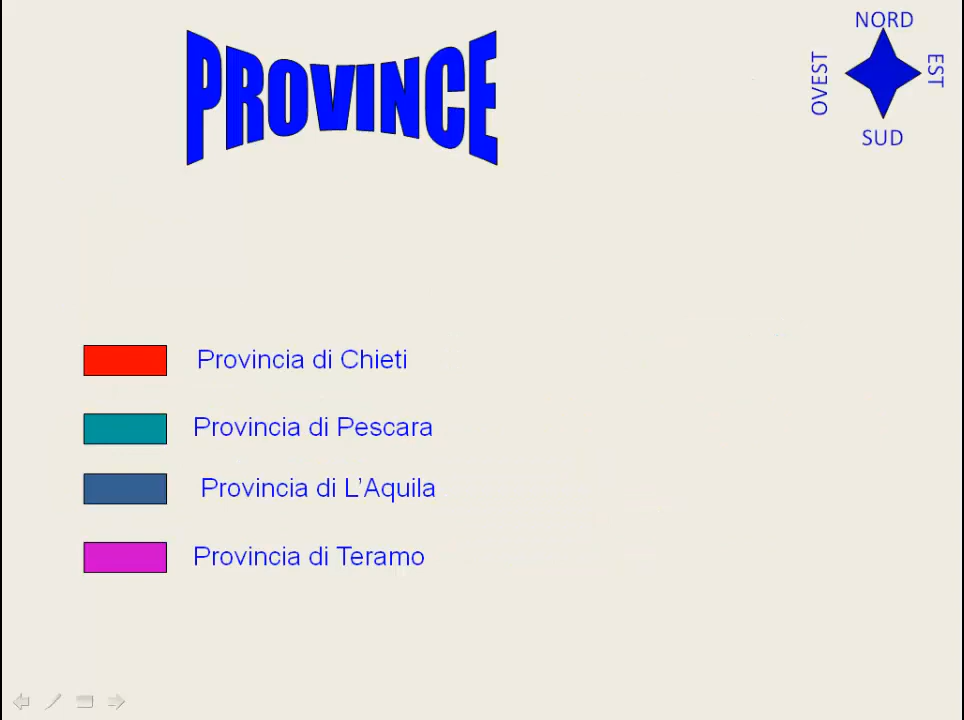 PROVINCE
NORD
OVEST
EST
SUD
Provincia di Chieti
Provincia di Pescara
Provincia di L’Aquila
Provincia di Teramo